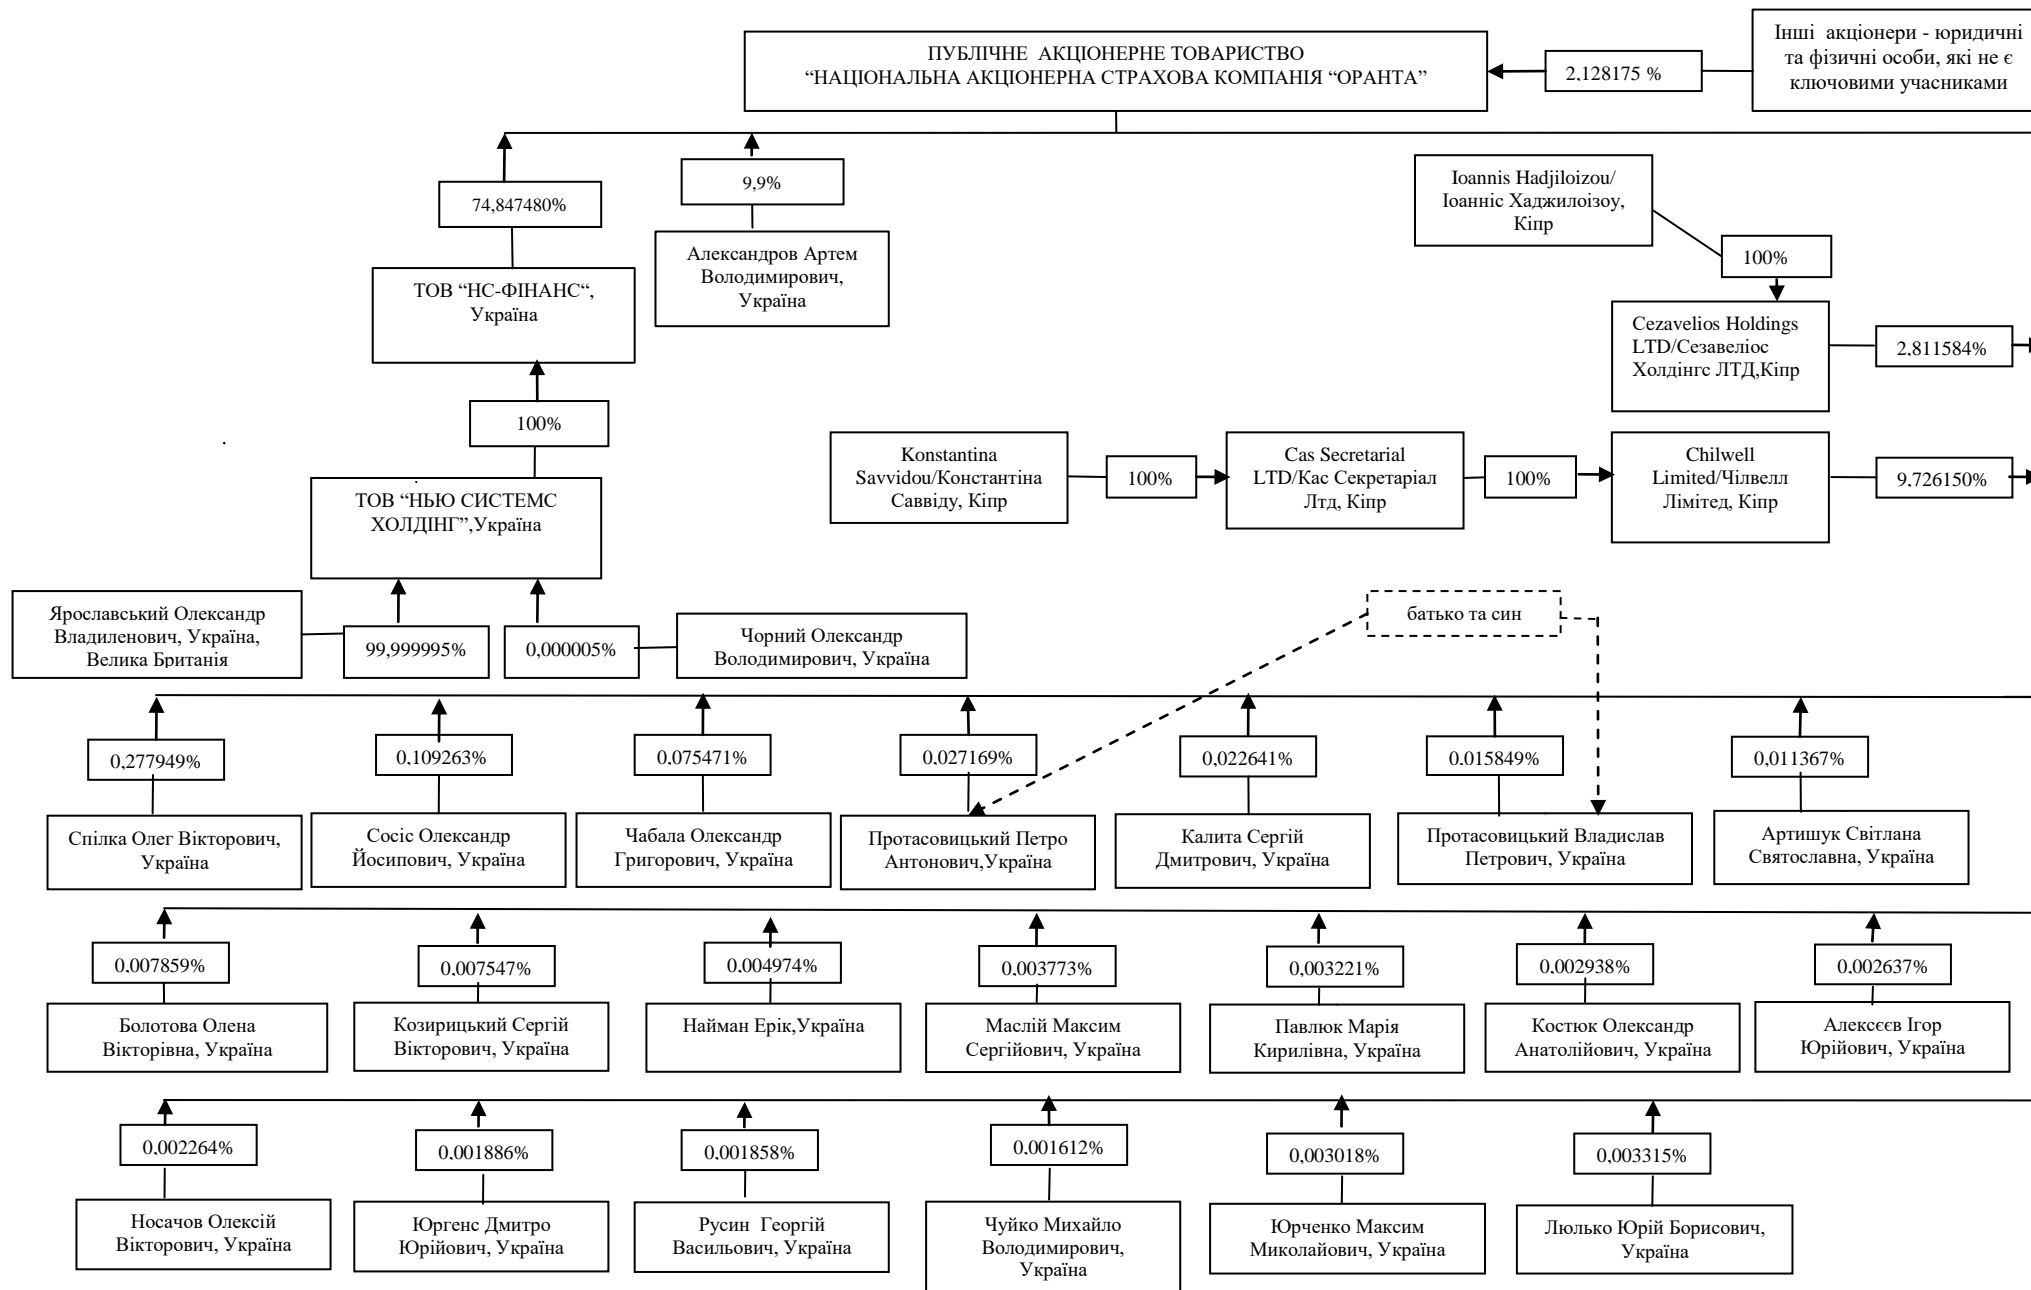 ПУБЛІЧНЕ АКЦІОНЕРНЕ ТОВАРИСТВО
“НАЦІОНАЛЬНА АКЦІОНЕРНА СТРАХОВА КОМПАНІЯ “ОРАНТА”
2,128175 %
Інші акціонери - юридичні
та фізичні особи, які не є
ключовими учасниками
74,847480%
9,9%
Александров Артем
Володимирович,
Україна
ТОВ “НС-ФІНАНС“,
Україна
100%
ТОВ “НЬЮ СИСТЕМС
ХОЛДІНГ”,Україна
Ioannis Hadjiloizou/
Іоанніс Хаджилоізоу,
Кіпр
100%
Cezavelios Holdings
LTD/Сезавеліос
Холдінгс ЛТД,Кіпр
2,811584%
Konstantina
Savvidou/Константіна
Саввіду, Кіпр
100%
Cas Secretarial
LTD/Кас Секретаріал
Лтд, Кіпр
100%
Chilwell
Limited/Чілвелл
Лімітед, Кіпр
9,726150%
Ярославський Олександр
Владиленович, Україна,
Велика Британія
99,999995%
0,000005%
Чорний Олександр
Володимирович, Україна
батько та син
0,277949%
0,109263%
0,075471%
0,027169%
0,022641%
0,015849%
0,011367%
Спілка Олег Вікторович,
Україна
Сосіс Олександр
Йосипович, Україна
Чабала Олександр
Григорович, Україна
Протасовицький Петро
Антонович,Україна
Калита Сергій
Дмитрович, Україна
Протасовицький Владислав
Петрович, Україна
Артишук Світлана
Святославна, Україна
0,007859%
0,007547%
0,004974%
0,003773%
0,003221%
0,002938%
0,002637%
Болотова Олена
Вікторівна, Україна
Козирицький Сергій
Вікторович, Україна
Найман Ерік,Україна
Маслій Максим
Сергійович, Україна
Павлюк Марія
Кирилівна, Україна
Костюк Олександр
Анатолійович, Україна
Алексєєв Ігор
Юрійович, Україна
0,002264%
0,001886%
0,001858%
0,001612%
0,003018%
0,003315%
Носачов Олексій
Вікторович, Україна
Юргенс Дмитро
Юрійович, Україна
Русин Георгій
Васильович, Україна
Чуйко Михайло
Володимирович,
Україна
Юрченко Максим
Миколайович, Україна
Люлько Юрій Борисович,
Україна